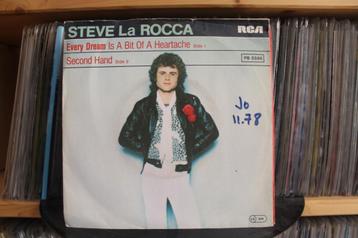 STEVE LA ROCCA
RCA
Every Dream Is A Bit Of A Heartache Side 1
PB 5586
Second Hand Side 2
Jo
11.78